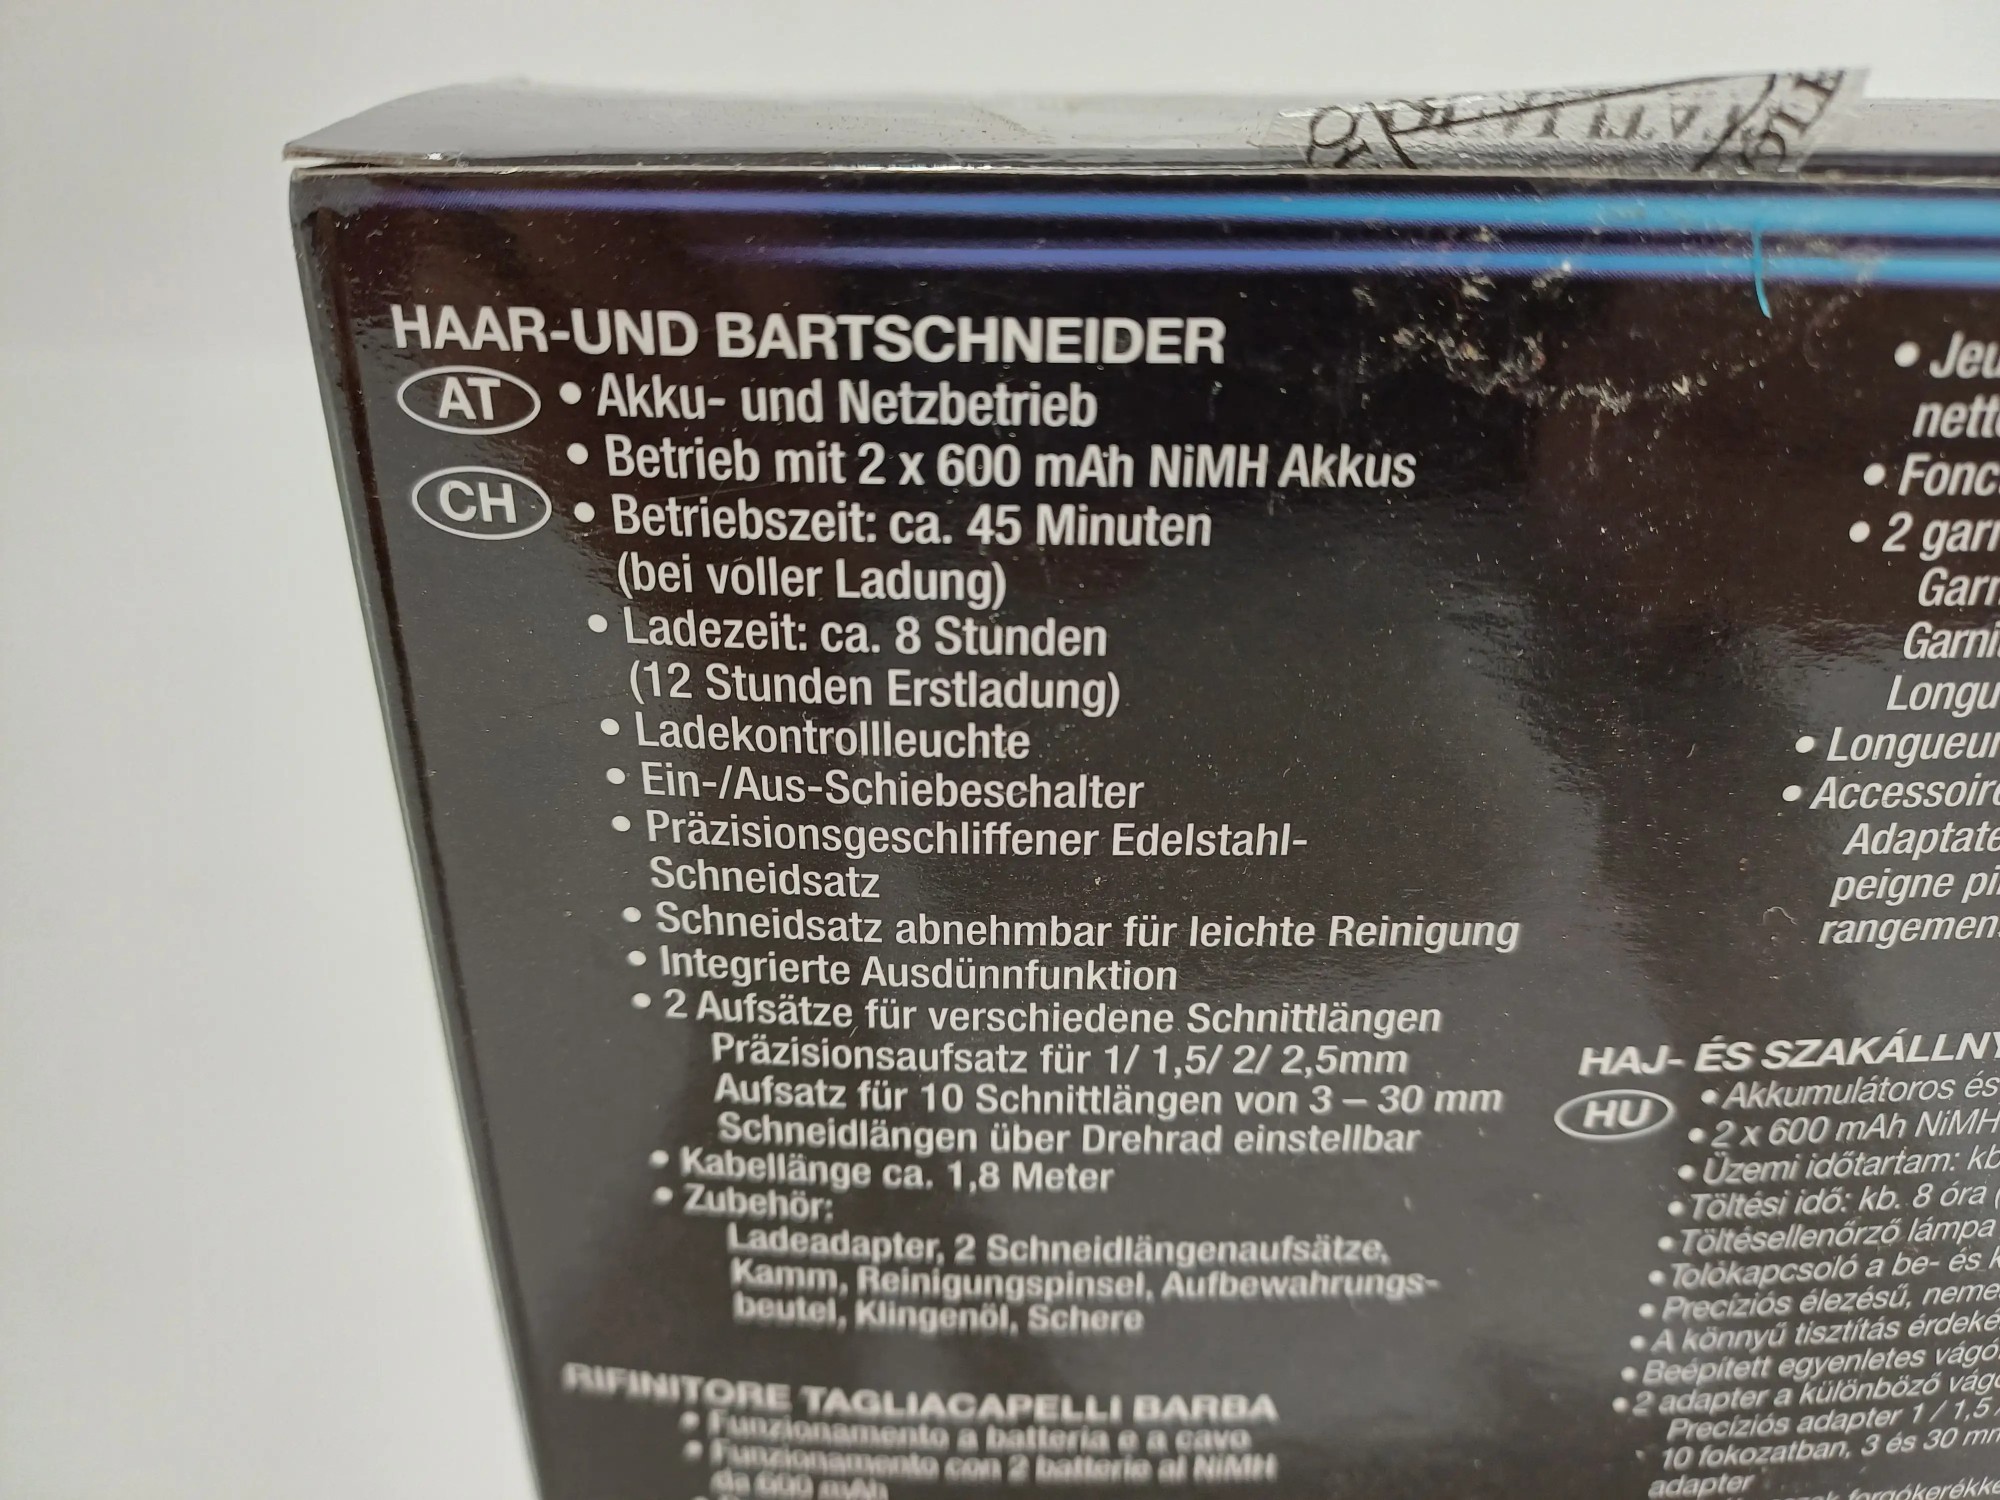 HAAR-UND BARTSCHNEIDER
AT
• Akku- und Netzbetrieb
• Betrieb mit 2 x 600 mAh NiMH Akkus
CH
• Betriebszeit: ca. 45 Minuten
(bei voller Ladung)
• Ladezeit: ca. 8 Stunden
(12 Stunden Erstladung)
• Ladekontrollleuchte
• Ein-/Aus-Schiebeschalter
• Präzisionsgeschliffener Edelstahl-
Schneidsatz
• Schneidsatz abnehmbar für leichte Reinigung
• Integrierte Ausdünnfunktion
• 2 Aufsätze für verschiedene Schnittlängen
Präzisionsaufsatz für 1/ 1,5/ 2/ 2,5mm
Aufsatz für 10 Schnittlängen von 3 – 30 mm
Schneidlängen über Drehrad einstellbar
• Kabellänge ca. 1,8 Meter
• Zubehör:
Ladeadapter, 2 Schneidlängenaufsätze,
Kamm, Reinigungspinsel, Aufbewahrungs-
beutel, Klingenöl, Schere
RIFINITORE TAGLIACAPELLI BARBA
• Funzionamento a batteria e a cavo
• Funzionamento con 2 batterie al NiMH
da 600 mAh
• Jeu
nett
• Fonc
• 2 garn
Garn
Garni
Longu
• Longueur
• Accessoire
Adaptate
peigne pi
rangemen
HAJ- ÉS SZAKÁLLNY
HU
• Akkumulátoros és
• 2 x 600 mAh NiMH
• Üzemi időtartam: kb
• Töltési idő: kb. 8 óra
• Töltésellenőrző lámpa
• Tolókapcsoló a be- és k
• Precíziós élezésű, neme
• A könnyű tisztítás érdeké
• Beépített egyenletes vágó
• 2 adapter a különböző vág
Precíziós adapter 1 / 1,5
10 fokozatban, 3 és 30 mm
adapter